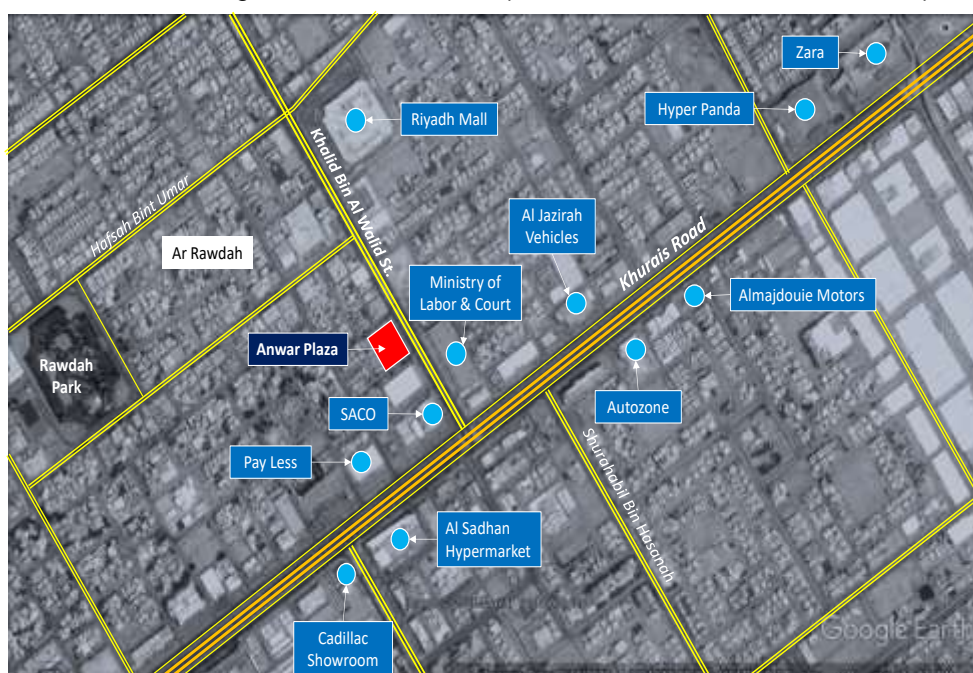 Zara
Hyper Panda
Riyadh Mall
Khalid Bin Al Walid St.
Hafsah Bint Umar
Al Jazirah
Vehicles
Khurais Road
Ar Rawdah
Ministry of
Labor & Court
Almajdouie Motors
Anwar Plaza
Rawdah
Park
SACO
Autozone
Pay Less
Shurahabil Bin Hasanah
Al Sadhan
Hypermarket
Cadillac
Showroom
Google Earth